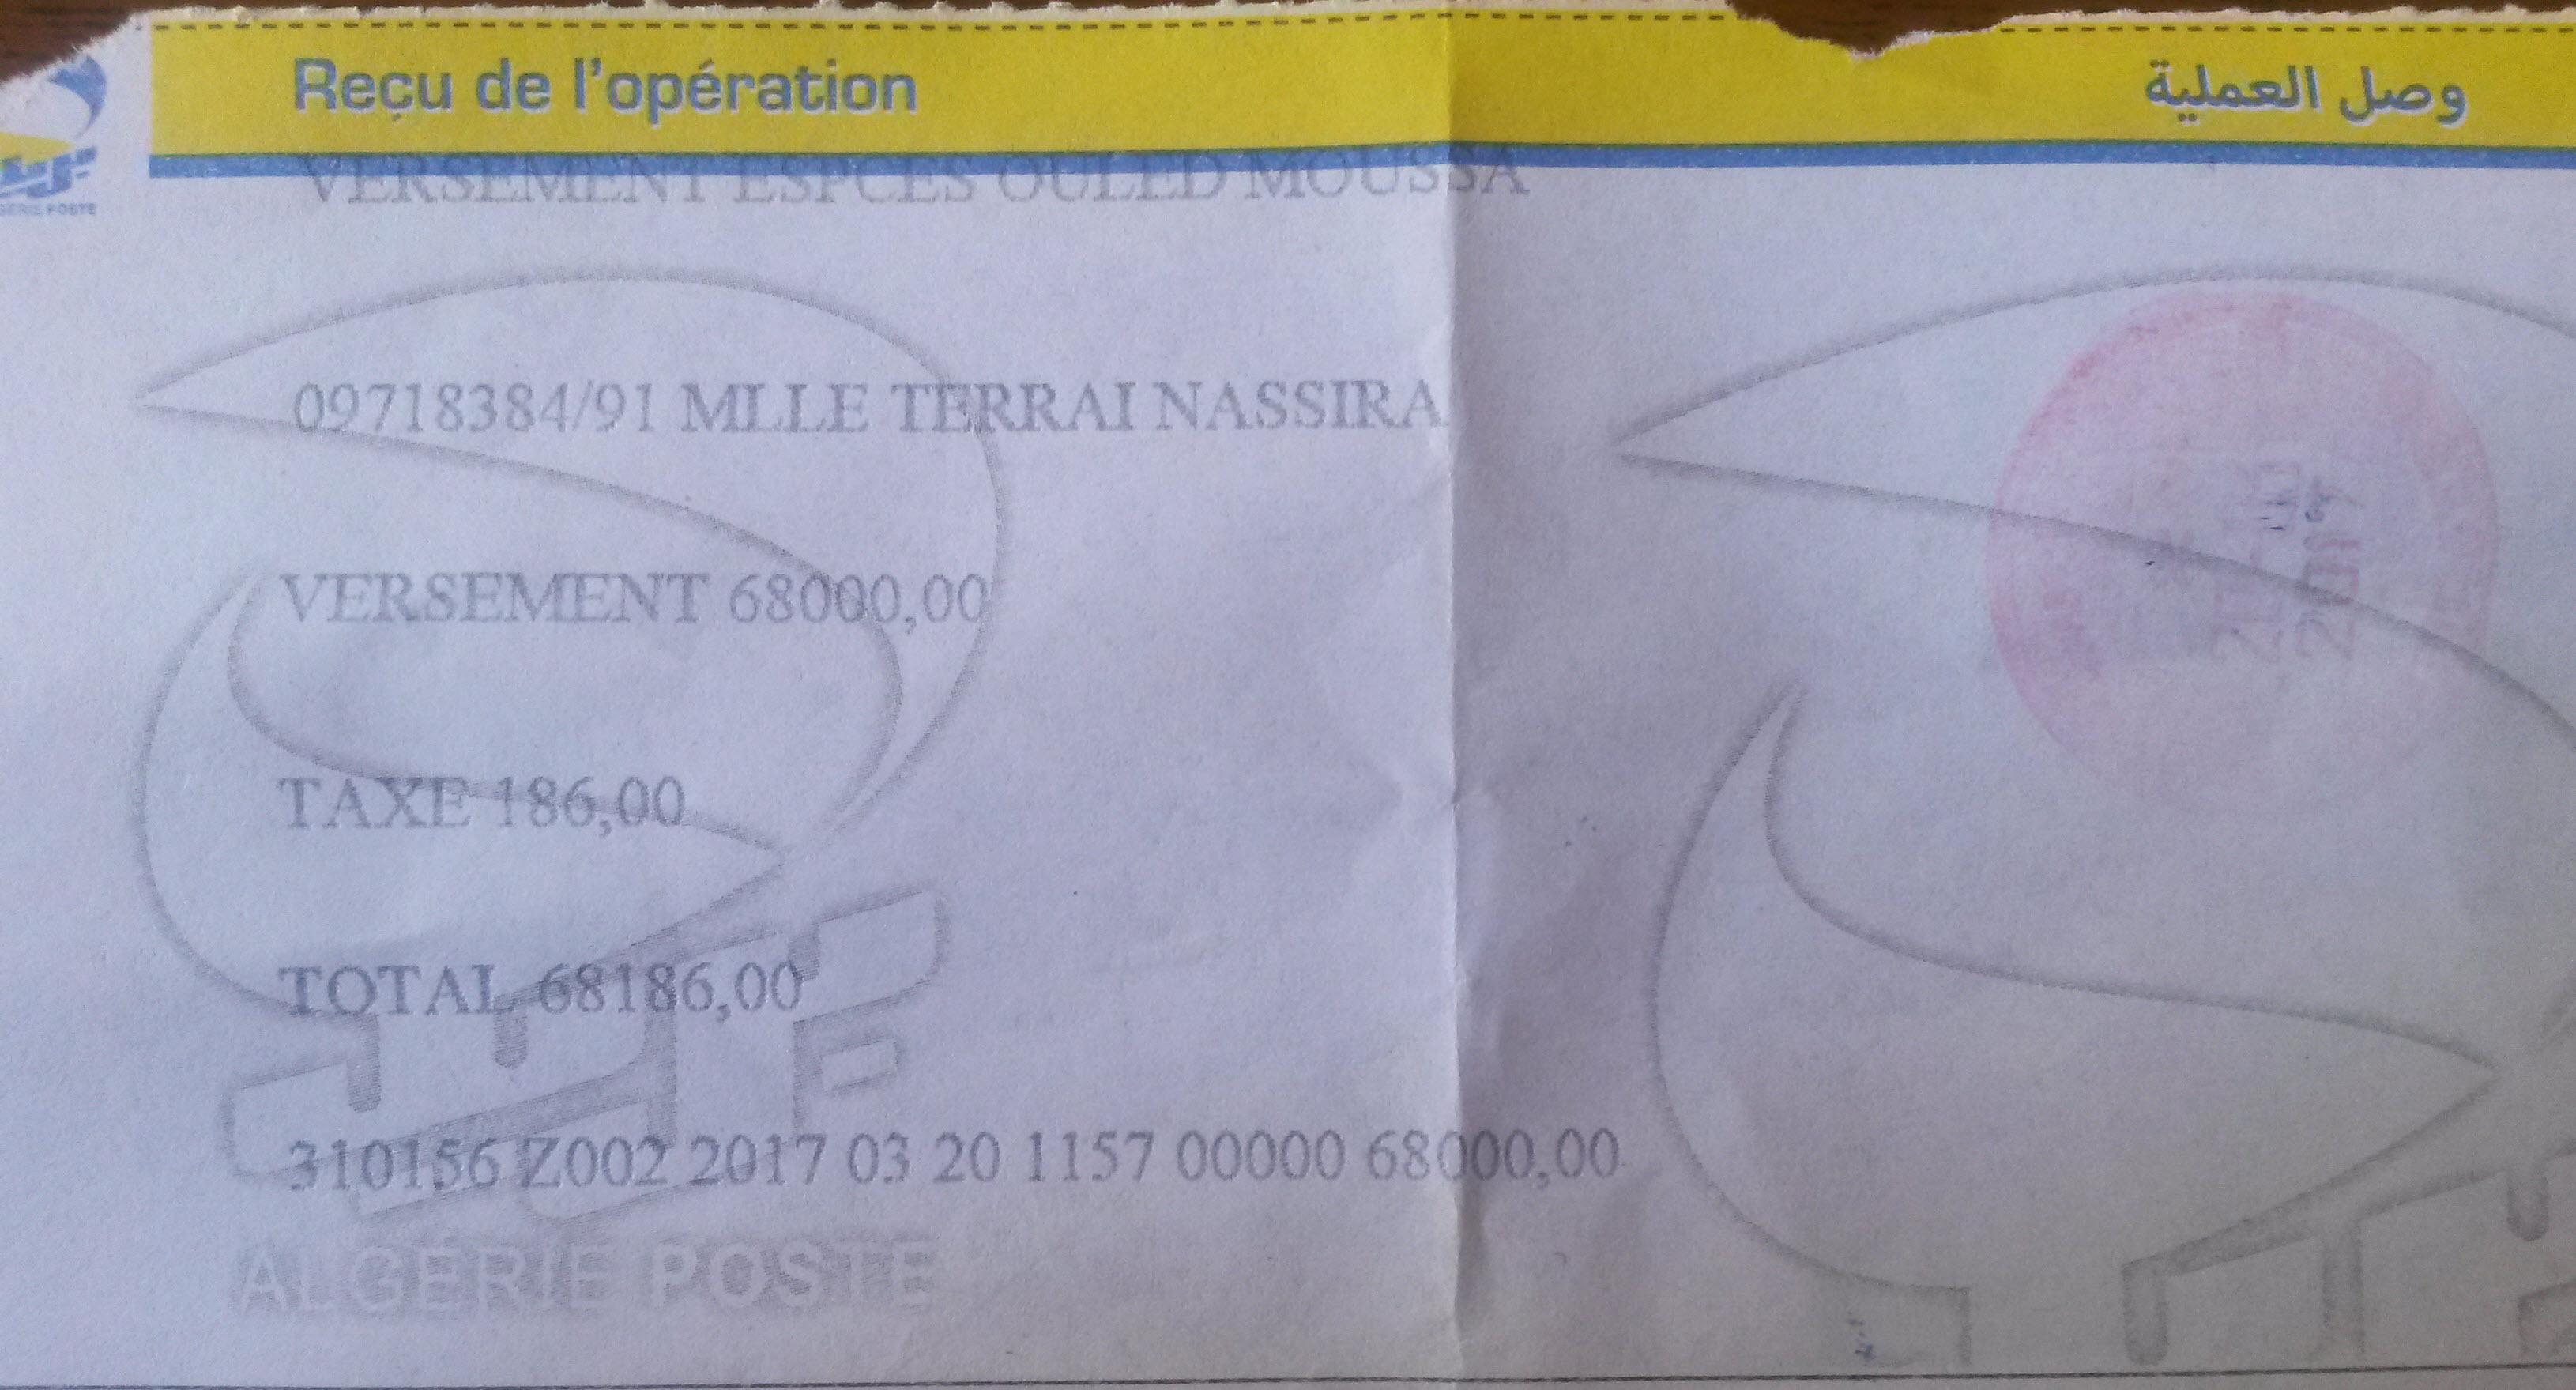 Reçu de l'opération
وصل العملية
VERSEMENT ESPCES OULED MOUSSA
09718384/91 MLLE TERRAI NASSIRA
VERSEMENT 68000,00
TAXE 186,00
TOTAL 68186,00
310156 Z002 2017 03 20 1157 00000 68000,00
ALGÉRIE POSTE